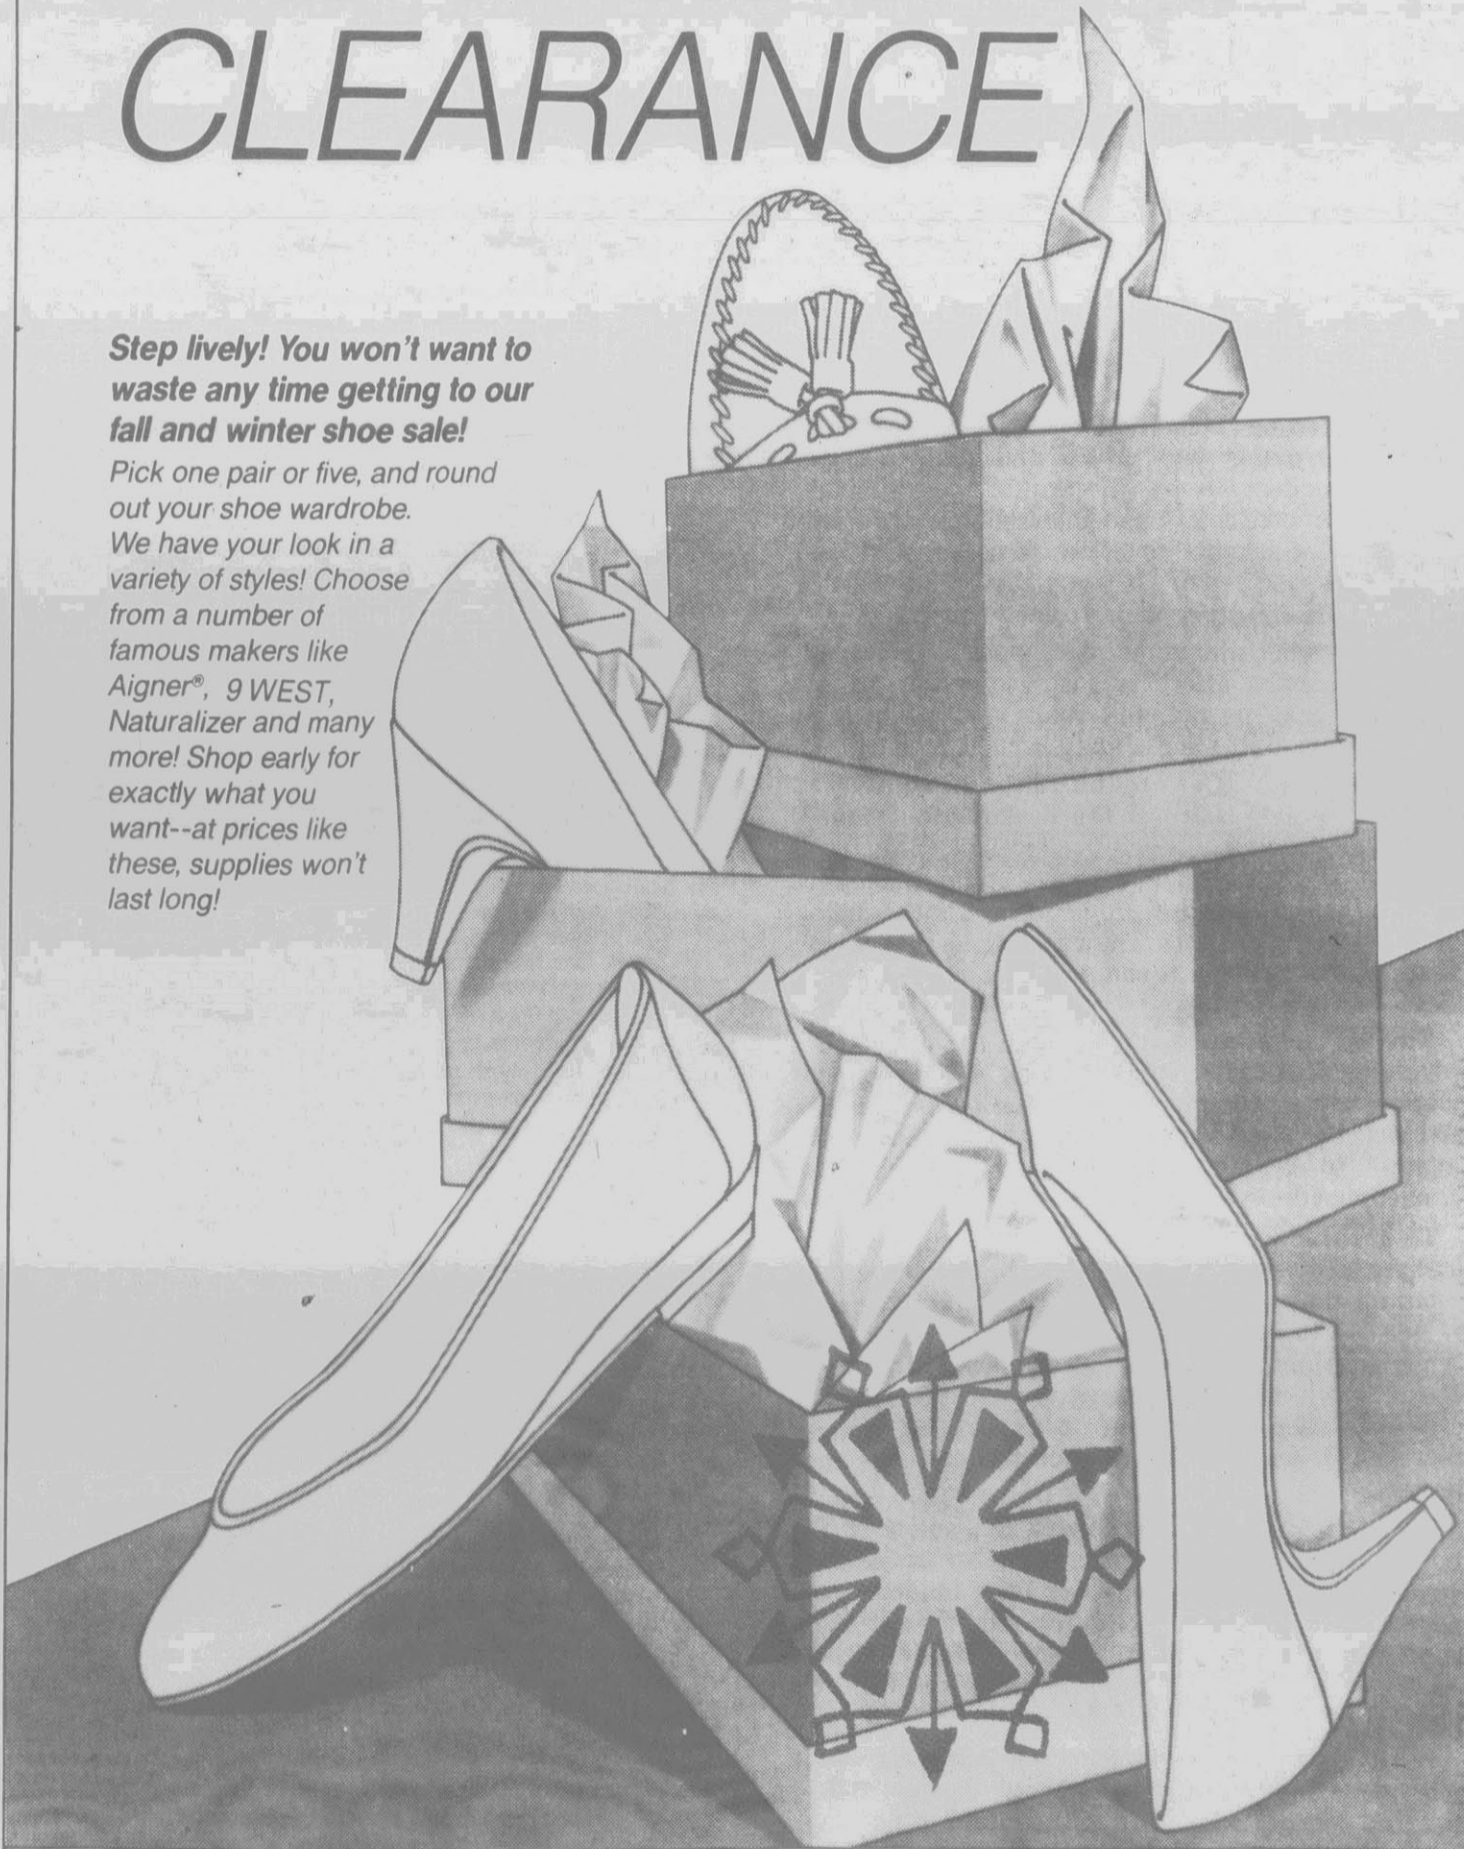 CLEARANCE
Step lively! You won't want to
waste any time getting to our
fall and winter shoe sale!
Pick one pair or five, and round
out your shoe wardrobe.
We have your look in a
variety of styles! Choose
from a number of
famous makers like
Aigner®, 9 WEST,
Naturalizer and many
more! Shop early for
exactly what you
want--at prices like
these, supplies won't
last long!